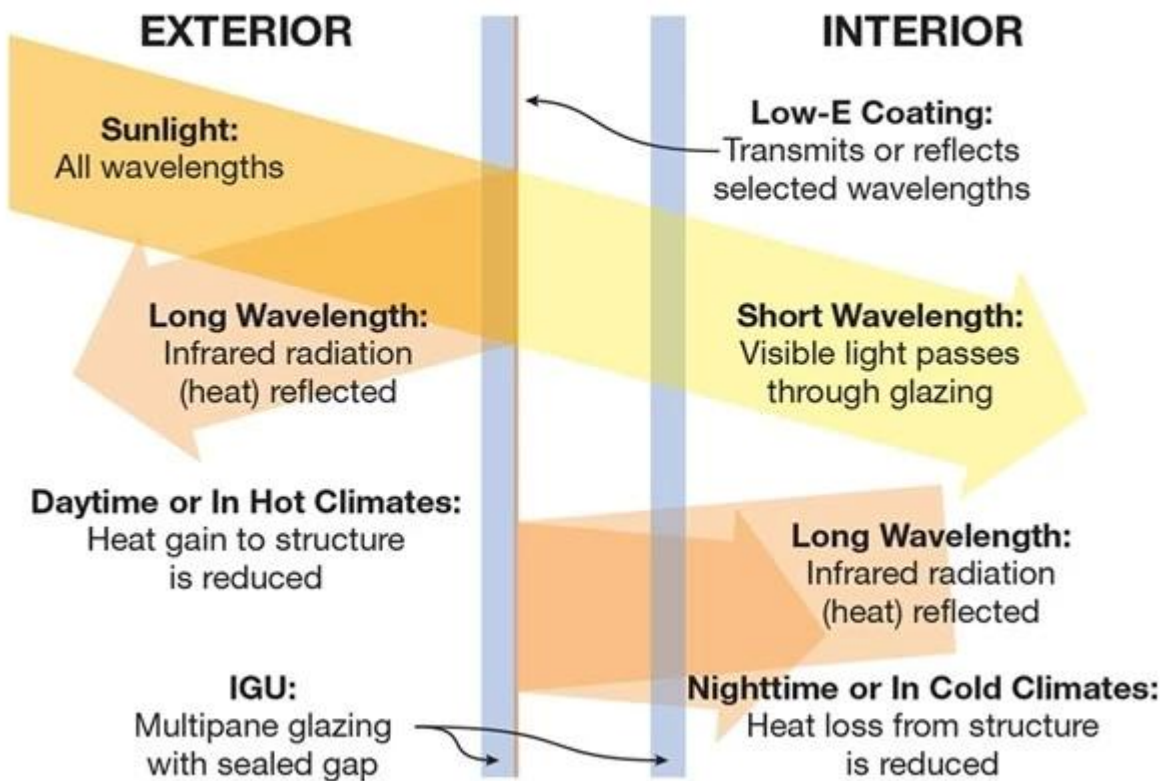 EXTERIOR
INTERIOR
Sunlight:
All wavelengths
Low-E Coating:
Transmits or reflects
selected wavelengths
Long Wavelength:
Infrared radiation
(heat) reflected
Short Wavelength:
Visible light passes
through glazing
Daytime or In Hot Climates:
Heat gain to structure
is reduced
Long Wavelength:
Infrared radiation
(heat) reflected
IGU:
Multipane glazing
with sealed gap
Nighttime or In Cold Climates:
Heat loss from structure
is reduced